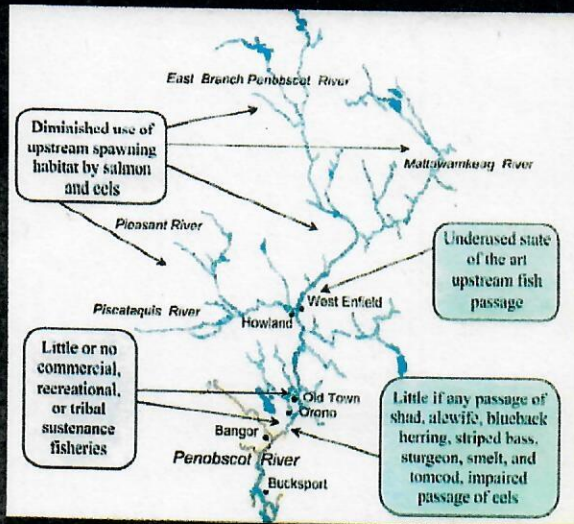 East Branch Penobscot River
Diminished use of
upstream spawning
habitat by salmon
and eels
Mattawamkeag River
Pleasant River
Underused state
of the art
upstream fish
passage
Piscataquis River
West Enfield
Howland
Little or no
commercial,
recreational,
or tribal
sustenance
fisheries
Old Town
Orono
Bangor
Penobscot River
Bucksport
Little if any passage of
shad, alewife, blueback
herring, striped bass,
sturgeon, smelt, and
tomcod, impaired
passage of eels